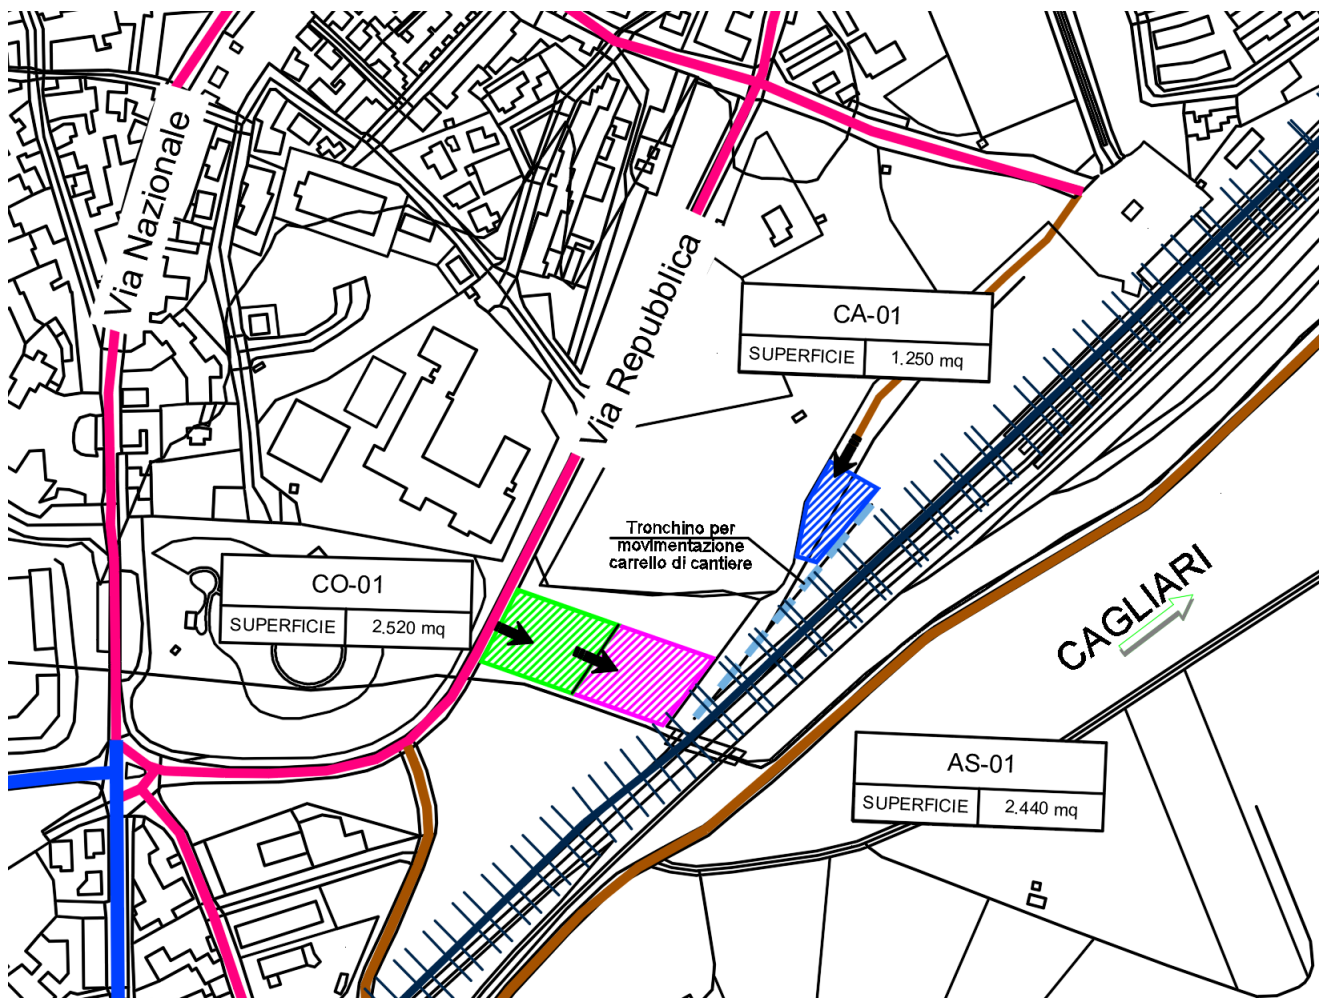 Via Nazionale
Via Repubblica
CA-01
SUPERFICIE 1.250 mq
Tronchino per
movimentazione
carrello di cantiere
CO-01
SUPERFICIE 2.520 mq
CAGLIARI
AS-01
SUPERFICIE 2.440 mq